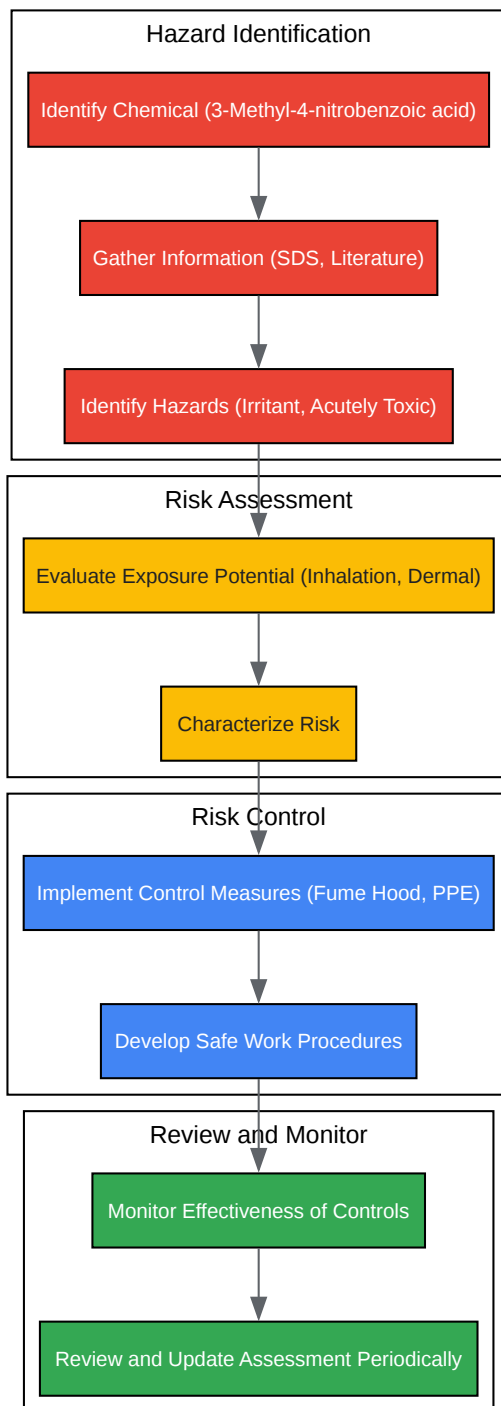 Hazard Identification
Identify Chemical (3-Methyl-4-nitrobenzoic acid)
Gather Information (SDS, Literature)
Identify Hazards (Irritant, Acutely Toxic)
Risk Assessment
Evaluate Exposure Potential (Inhalation, Dermal)
Characterize Risk
Risk Control
Implement Control Measures (Fume Hood, PPE)
Develop Safe Work Procedures
Review and Monitor
Monitor Effectiveness of Controls
Review and Update Assessment Periodically